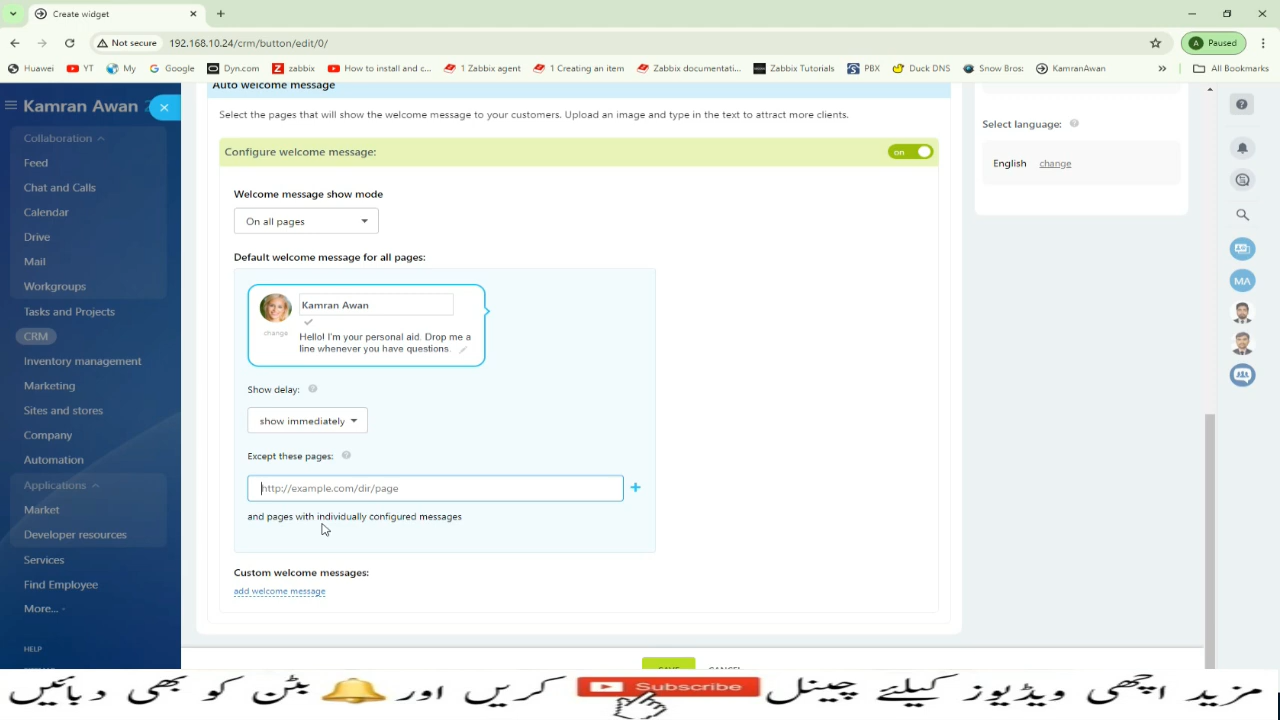 Create widget
Not secure 192.168.10.24/crm/button/edit/0/ A Paused
Huawei YT My Google Dyn.com zabbix How to install and c... 1 Zabbix agent 1 Creating an item Zabbix documentati... Zabbix Tutorials PBX Duck DNS Snow Bros: KamranAwan » All Bookmarks
Kamran Awan
Collaboration
Feed
Chat and Calls
Calendar
Drive
Mail
Workgroups
Tasks and Projects
CRM
Inventory management
Marketing
Sites and stores
Company
Automation
Applications
Market
Developer resources
Services
Find Employee
More...
HELP
Auto welcome message
Select the pages that will show the welcome message to your customers. Upload an image and type in the text to attract more clients.
Configure welcome message: on
Welcome message show mode
On all pages
Default welcome message for all pages:
Kamran Awan
change
Hello! I'm your personal aid. Drop me a
line whenever you have questions.
Show delay:
show immediately
Except these pages:
http://example.com/dir/page
and pages with individually configured messages
Custom welcome messages:
add welcome message
SAVE CANCEL
Select language:
English change
MA
مزید اچھی ویڈیوز کیلئے چینل Subscribe کریں اور بٹن کو بھی دبائیں